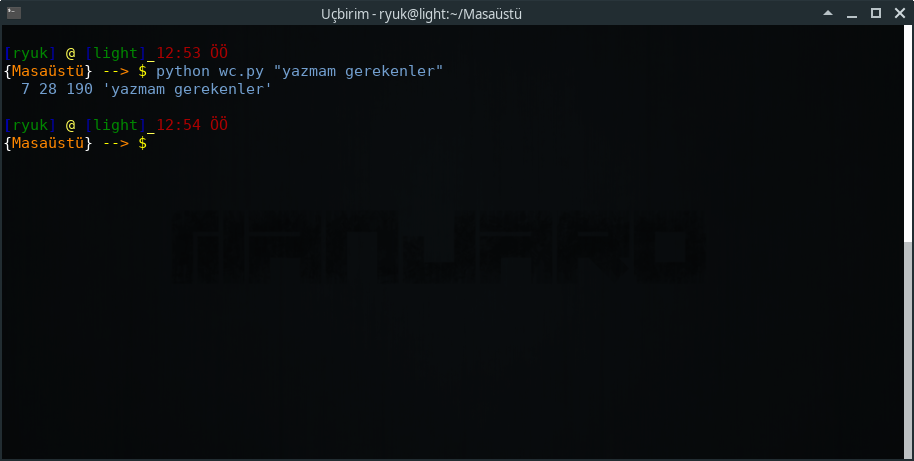 Uçbirim - ryuk@light:~/Masaüstü
[ryuk] @ [light]_12:53 ÖÖ
{Masaüstü} --> $ python wc.py "yazmam gerekenler"
7 28 190 'yazmam gerekenler'
[ryuk] @ [light]_12:54 ÖÖ
{Masaüstü} --> $
MANJARO